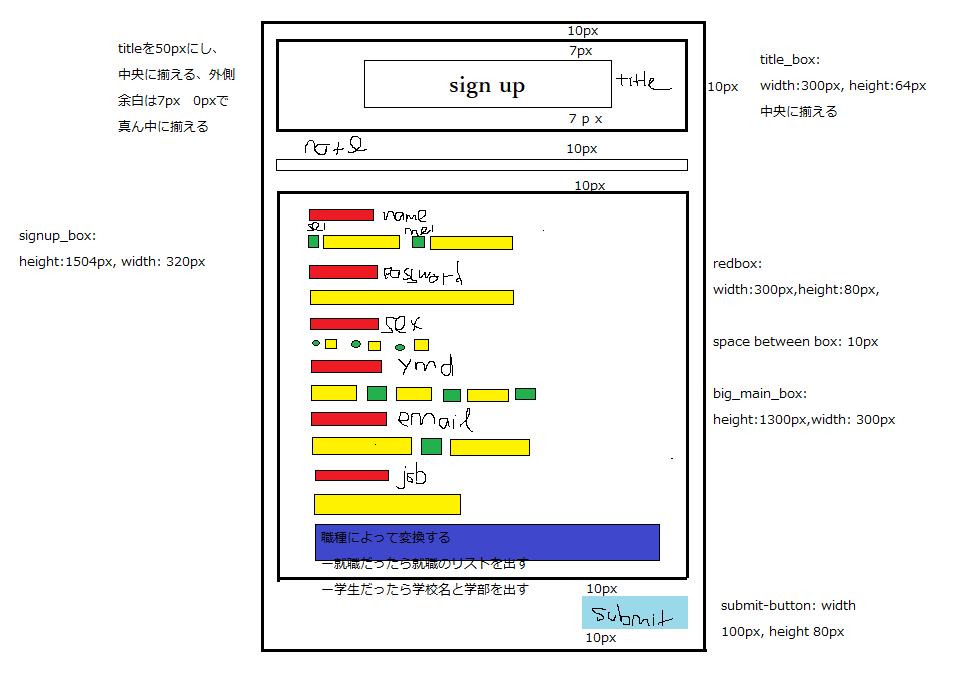 10px
titleを50pxにし、
中央に揃える、外側
余白は7px　0pxで
真ん中に揃える
7px
sign up
title
7ｐｘ
10px
title_box:
width:300px, height:64px
中央に揃える
note
10px
10px
signup_box:
height:1504px, width: 320px
name
sei
mei
password
sex
ymd
email
job
redbox:
width:300px,height:80px,
space between box: 10px
big_main_box:
height:1300px,width: 300px
職種によって変換する
－就職だったら就職のリストを出す
－学生だったら学校名と学部を出す
10px
submit
10px
submit-button: width
100px, height 80px